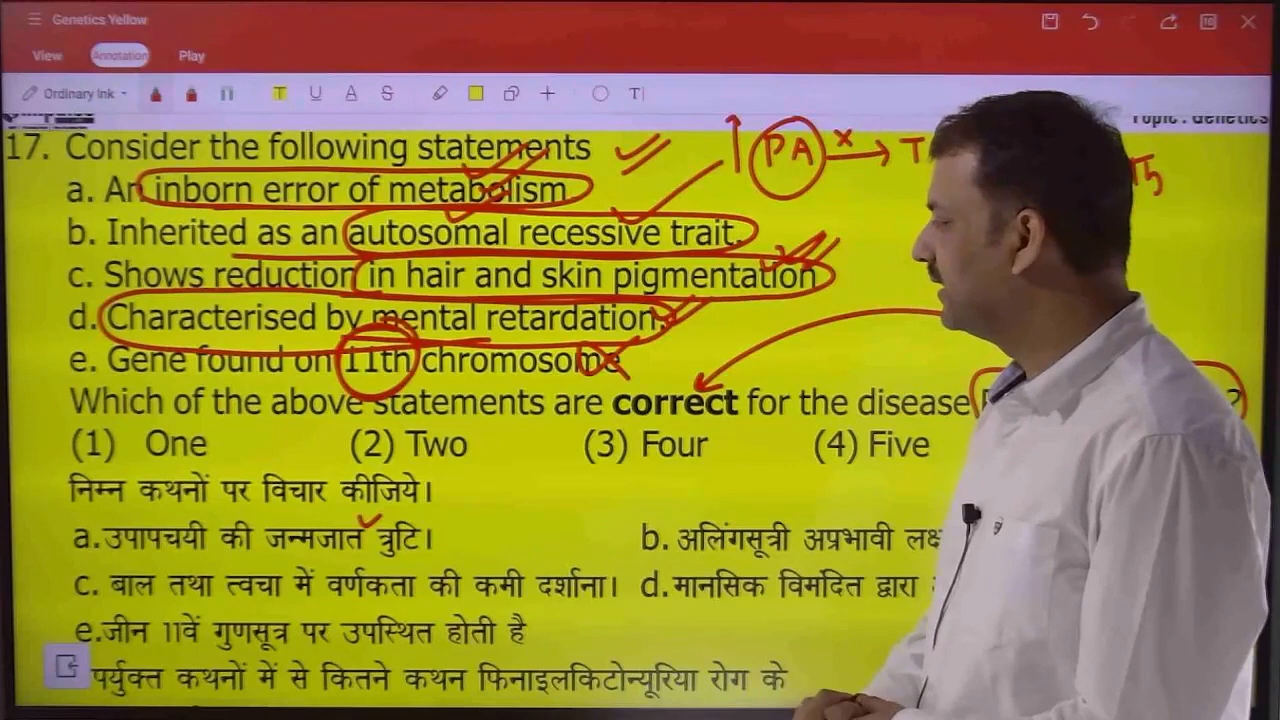 Genetics Yellow
View Annotation Play
Ordinary Ink
Topic : Genetics
17. Consider the following statements
PA x → T
a. An inborn error of metabolism
b. Inherited as an autosomal recessive trait.
c. Shows reduction in hair and skin pigmentation
d. Characterised by mental retardation.
e. Gene found on 11th chromosome
Which of the above statements are correct for the disease
(1) One (2) Two (3) Four (4) Five
निम्न कथनों पर विचार कीजिये।
a.उपापचयी की जन्मजात त्रुटि। b. अलिंगसूत्री अप्रभावी
c. बाल तथा त्वचा में वर्णकता की कमी दर्शाना। d.मानसिक विमंदित द्वारा
e.जीन 11वें गुणसूत्र पर उपस्थित होती है
पर्युक्त कथनों में से कितने कथन फिनाइलकिटोन्यूरिया रोग के